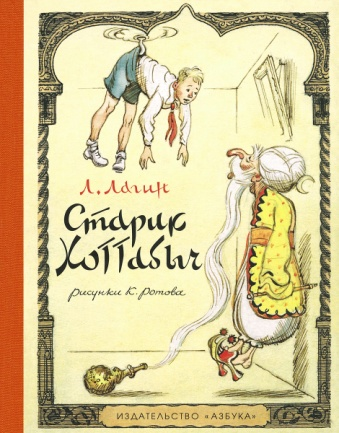 Л. Лагин
Старик
Хоттабыч
рисунки К. Ротова
ИЗДАТЕЛЬСТВО «АЗБУКА»